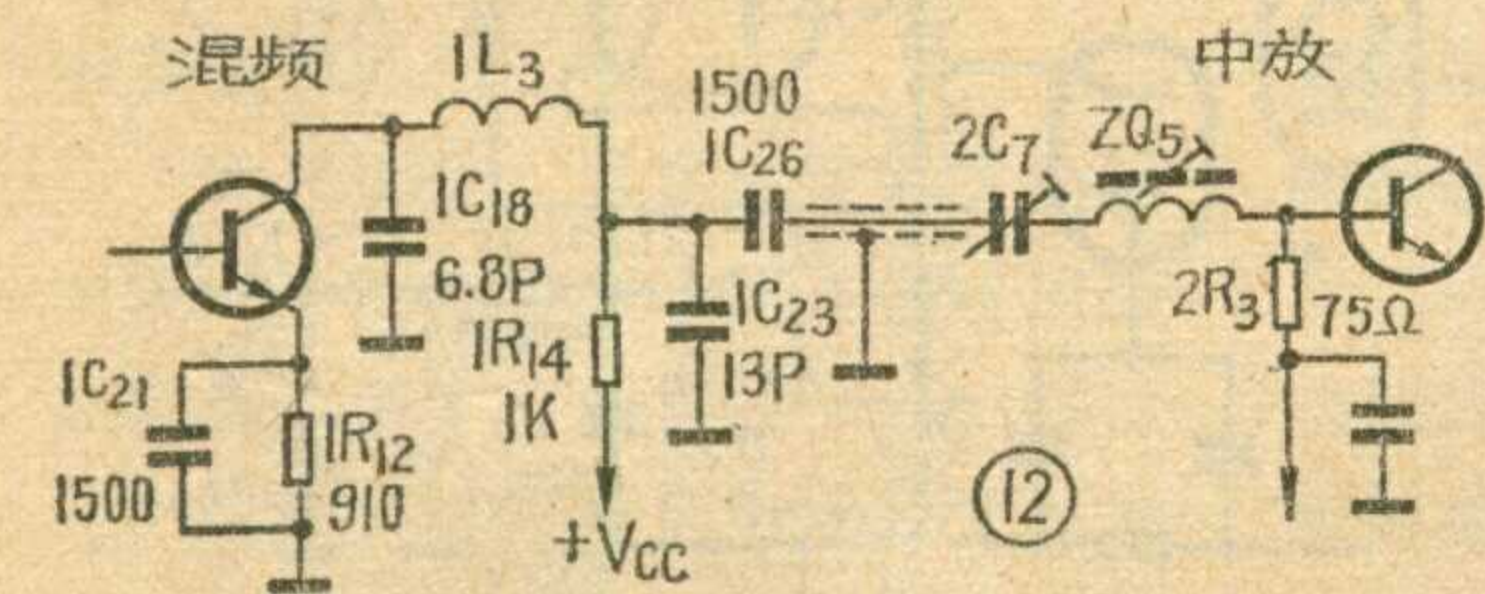 混频
1L₃
中放
1500
1C₂₆
2C₇
ZQ₅
1C₁₈
6.8P
1C₂₃
13P
1R₁₄
1K
2R₃
75Ω
1C₂₁
1500
1R₁₂
910
+Vcc
⑫